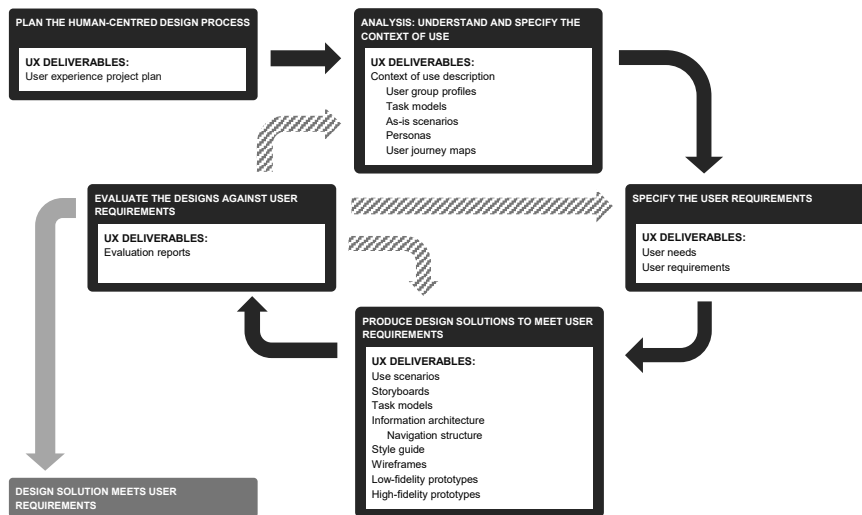 PLAN THE HUMAN-CENTRED DESIGN PROCESS
UX DELIVERABLES:
User experience project plan
ANALYSIS: UNDERSTAND AND SPECIFY THE
CONTEXT OF USE
UX DELIVERABLES:
Context of use description
User group profiles
Task models
As-is scenarios
Personas
User journey maps
EVALUATE THE DESIGNS AGAINST USER
REQUIREMENTS
UX DELIVERABLES:
Evaluation reports
SPECIFY THE USER REQUIREMENTS
UX DELIVERABLES:
User needs
User requirements
PRODUCE DESIGN SOLUTIONS TO MEET USER
REQUIREMENTS
UX DELIVERABLES:
Use scenarios
Storyboards
Task models
Information architecture
Navigation structure
Style guide
Wireframes
Low-fidelity prototypes
High-fidelity prototypes
DESIGN SOLUTION MEETS USER
REQUIREMENTS